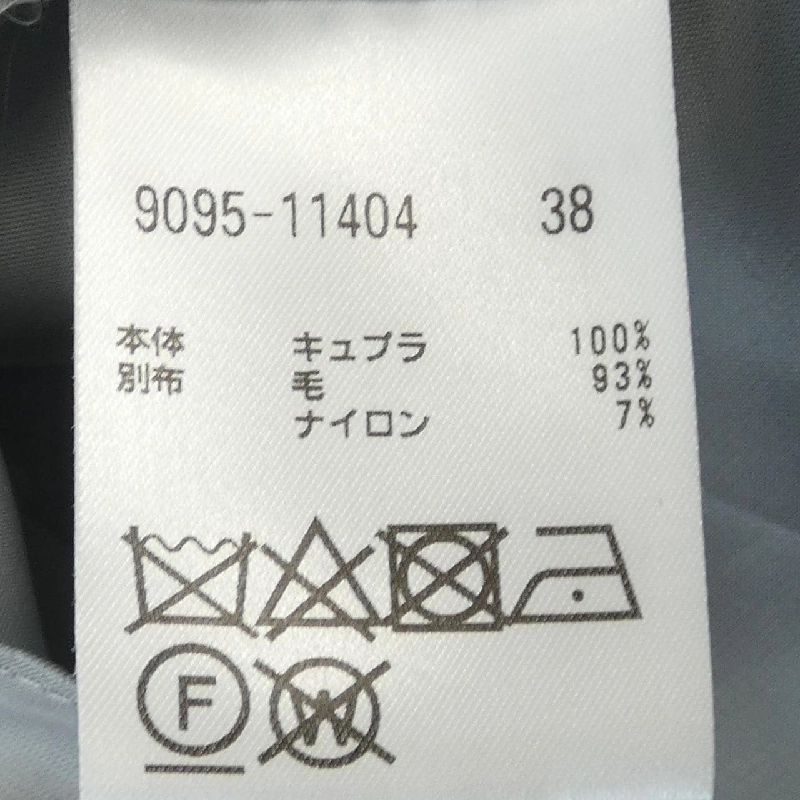 9095-11404 38
本体 キュプラ 100%
別布 毛 93%
ナイロン 7%
F W